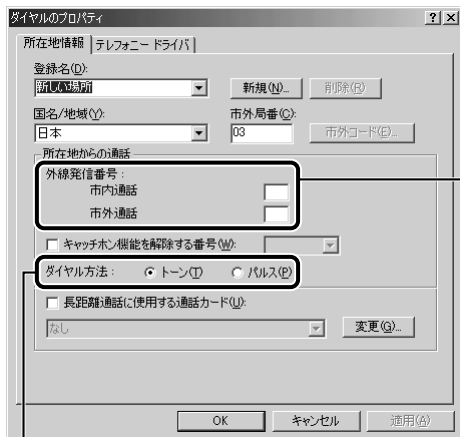 ダイヤルのプロパティ
所在地情報 テレフォニー ドライバ
登録名(D):
新しい場所 新規(N)... 削除(R)
国名/地域(Y): 市外局番(C):
日本 03 市外コード(E)...
所在地からの通話
外線発信番号:
市内通話
市外通話
キャッチホン機能を解除する番号(W):
ダイヤル方法: トーン(T) パルス(P)
長距離通話に使用する通話カード(U):
なし 変更(G)...
OK キャンセル 適用(A)